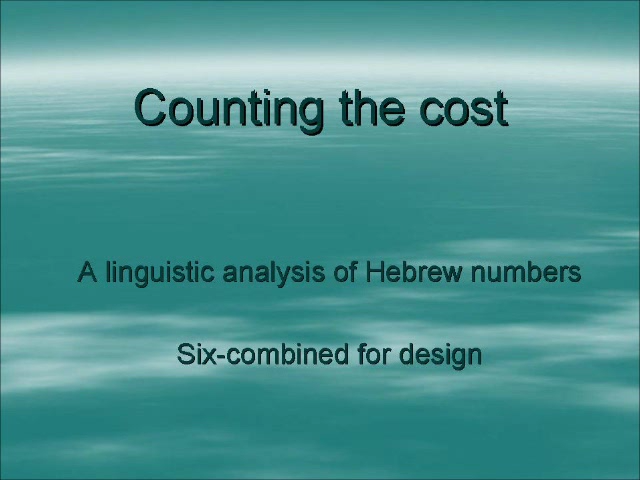 Counting the cost
A linguistic analysis of Hebrew numbers
Six-combined for design